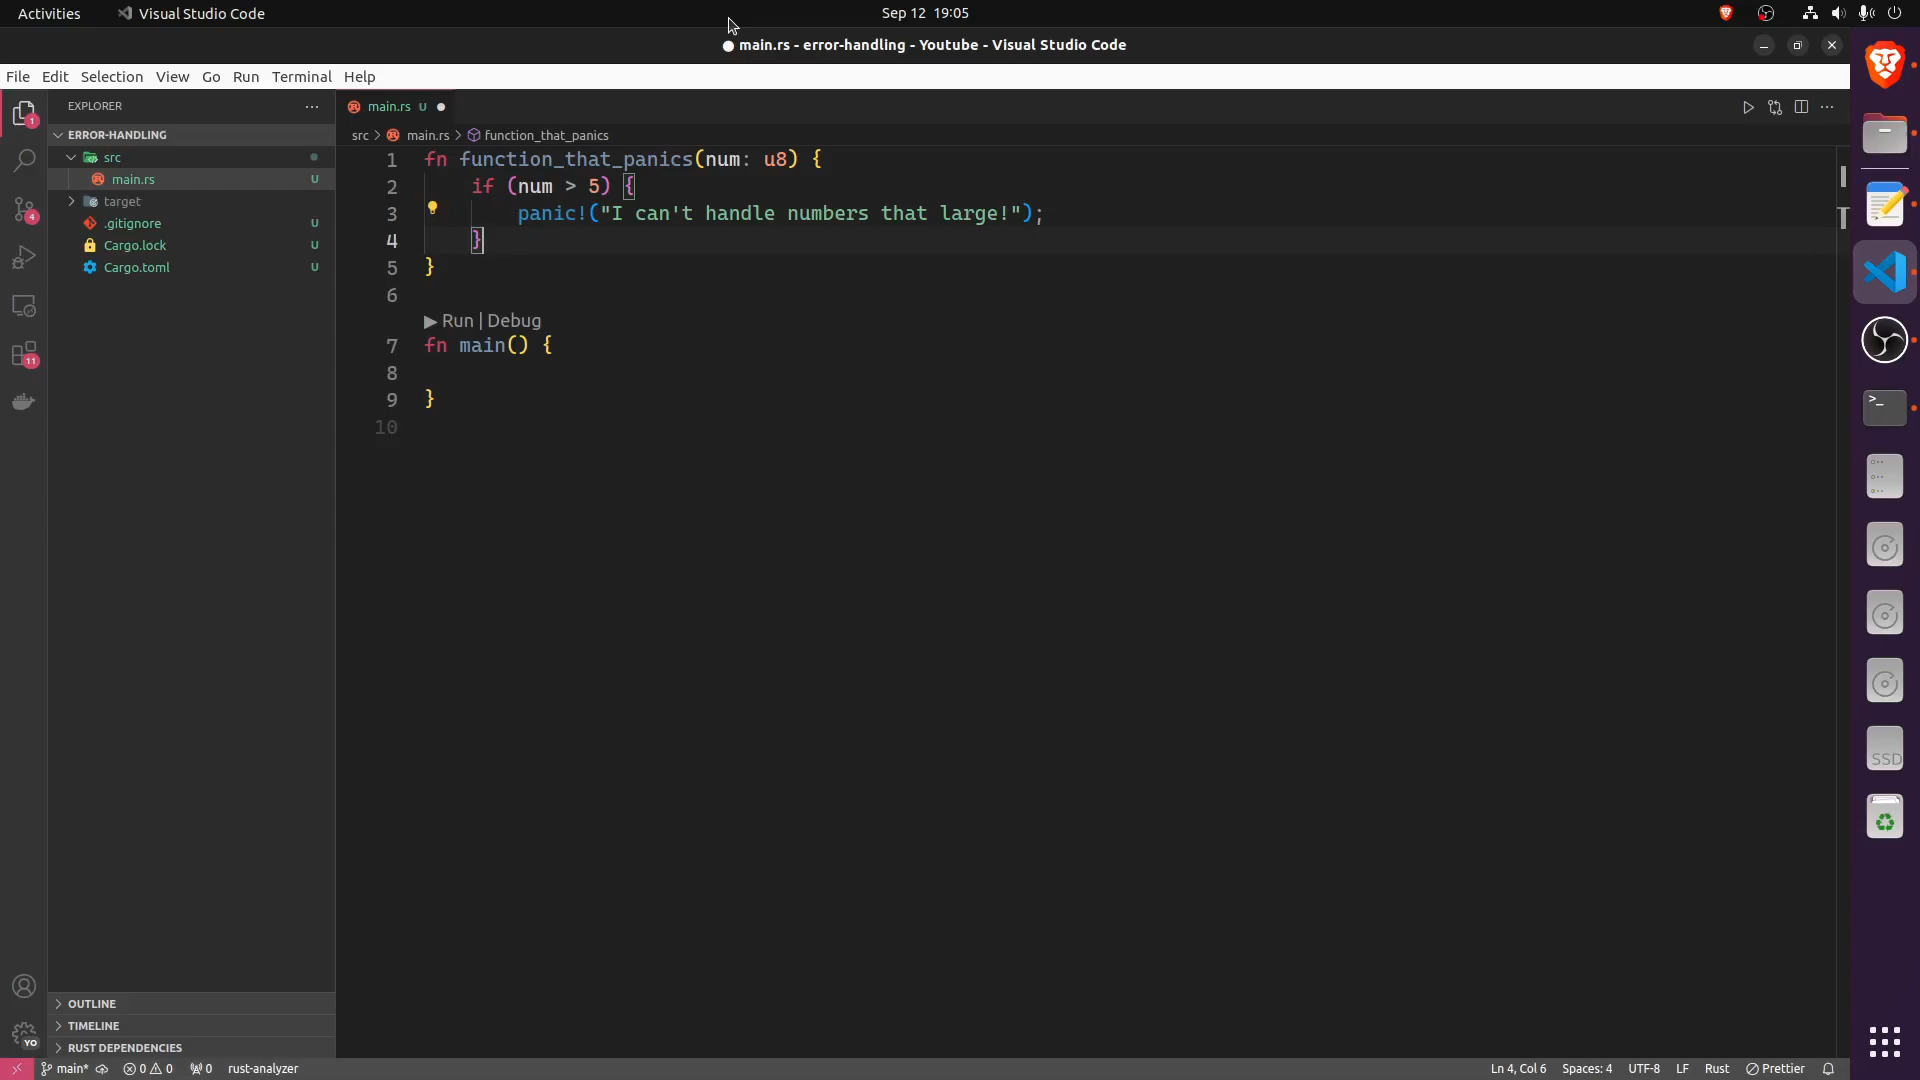 Activities
Visual Studio Code
Sep 12 19:05
main.rs - error-handling - Youtube - Visual Studio Code
File Edit Selection View Go Run Terminal Help
EXPLORER
main.rs U
ERROR-HANDLING
src > main.rs > function_that_panics
src
main.rs U
target
.gitignore U
Cargo.lock U
Cargo.toml U
1 fn function_that_panics(num: u8) {
2 if (num > 5) {
3 panic!("I can't handle numbers that large!");
4 }
5 }
6
▶ Run | Debug
7 fn main() {
8
9 }
10
1
4
11
>_
SSD
YO
OUTLINE
TIMELINE
RUST DEPENDENCIES
main* 0 0 0 rust-analyzer
Ln 4, Col 6 Spaces: 4 UTF-8 LF Rust Prettier